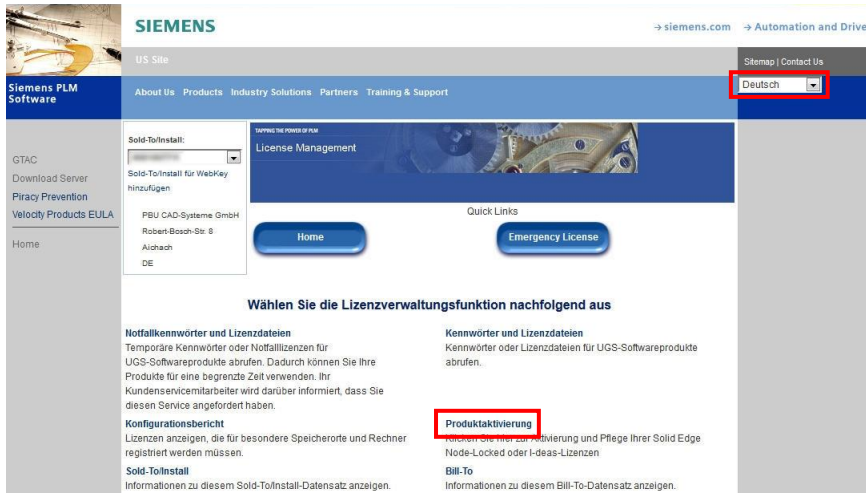 SIEMENS
siemens.com
Automation and Drive
US Site
Sitemap | Contact Us
Siemens PLM
Software
About Us Products Industry Solutions Partners Training & Support
Deutsch
GTAC
Download Server
Piracy Prevention
Velocity Products EULA
Home
Sold-To/Install:
Sold-To/Install für WebKey
hinzufügen
PBU CAD-Systeme GmbH
Robert-Bosch-Str. 8
Aichach
DE
TAPPING THE POWER OF PLM
License Management
Quick Links
Home
Emergency License
Wählen Sie die Lizenzverwaltungsfunktion nachfolgend aus
Notfallkennwörter und Lizenzdateien
Temporäre Kennwörter oder Notfalllizenzen für
UGS-Softwareprodukte abrufen. Dadurch können Sie Ihre
Produkte für eine begrenzte Zeit verwenden. Ihr
Kundenservicemitarbeiter wird darüber informiert, dass Sie
diesen Service angefordert haben.
Kennwörter und Lizenzdateien
Kennwörter oder Lizenzdateien für UGS-Softwareprodukte
abrufen.
Konfigurationsbericht
Lizenzen anzeigen, die für besondere Speicherorte und Rechner
registriert werden müssen.
Produktaktivierung
Klicken Sie hier zur Aktivierung und Pflege Ihrer Solid Edge
Node-Locked oder I-deas-Lizenzen
Sold-To/Install
Informationen zu diesem Sold-To/Install-Datensatz anzeigen.
Bill-To
Informationen zu diesem Bill-To-Datensatz anzeigen.